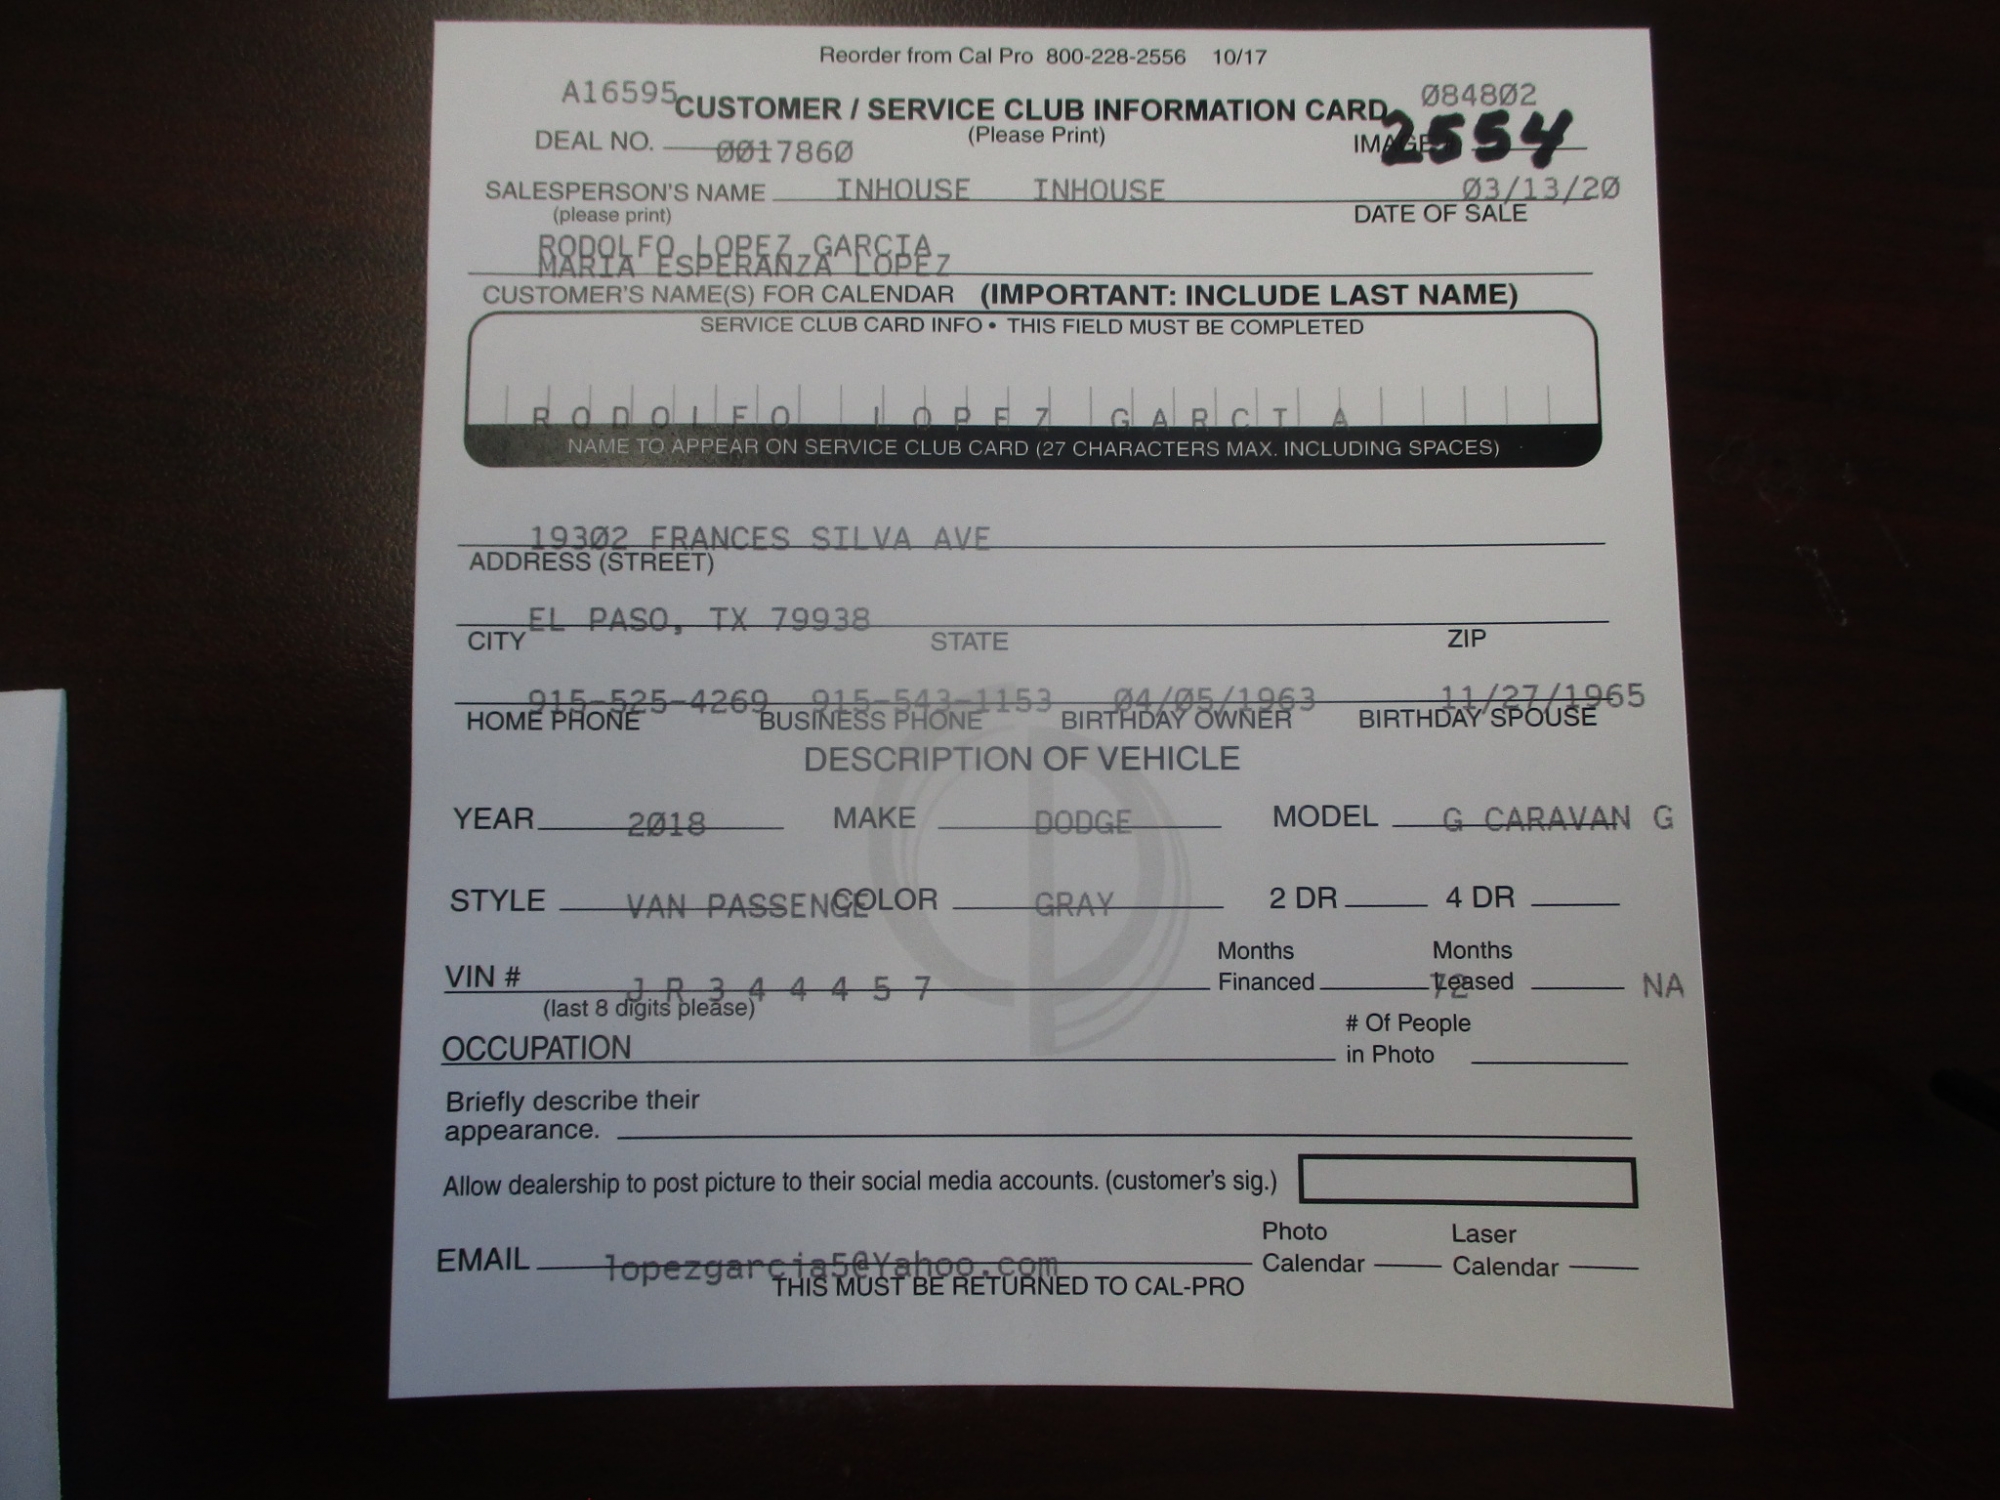 Reorder from Cal Pro 800-228-2556 10/17
A16595 084802
CUSTOMER / SERVICE CLUB INFORMATION CARD
(Please Print)
DEAL NO. 0017860 IMAGE 2554
SALESPERSON'S NAME INHOUSE INHOUSE 03/13/20
(please print) DATE OF SALE
RODOLFO LOPEZ GARCIA
MARIA ESPERANZA LOPEZ
CUSTOMER'S NAME(S) FOR CALENDAR (IMPORTANT: INCLUDE LAST NAME)
SERVICE CLUB CARD INFO • THIS FIELD MUST BE COMPLETED
RODOLFO LOPEZ GARCIA
NAME TO APPEAR ON SERVICE CLUB CARD (27 CHARACTERS MAX. INCLUDING SPACES)
19302 FRANCES SILVA AVE
ADDRESS (STREET)
EL PASO, TX 79938
CITY STATE ZIP
915-525-4269 915-543-1153 04/05/1963 11/27/1965
HOME PHONE BUSINESS PHONE BIRTHDAY OWNER BIRTHDAY SPOUSE
DESCRIPTION OF VEHICLE
YEAR 2018 MAKE DODGE MODEL G CARAVAN G
STYLE VAN PASSENGE COLOR GRAY 2 DR 4 DR
Months Months
VIN # JR344457 Financed 72 Leased NA
(last 8 digits please)
# Of People
OCCUPATION in Photo
Briefly describe their
appearance.
Allow dealership to post picture to their social media accounts. (customer's sig.)
Photo Laser
EMAIL lopezgarcia5@Yahoo.com Calendar Calendar
THIS MUST BE RETURNED TO CAL-PRO